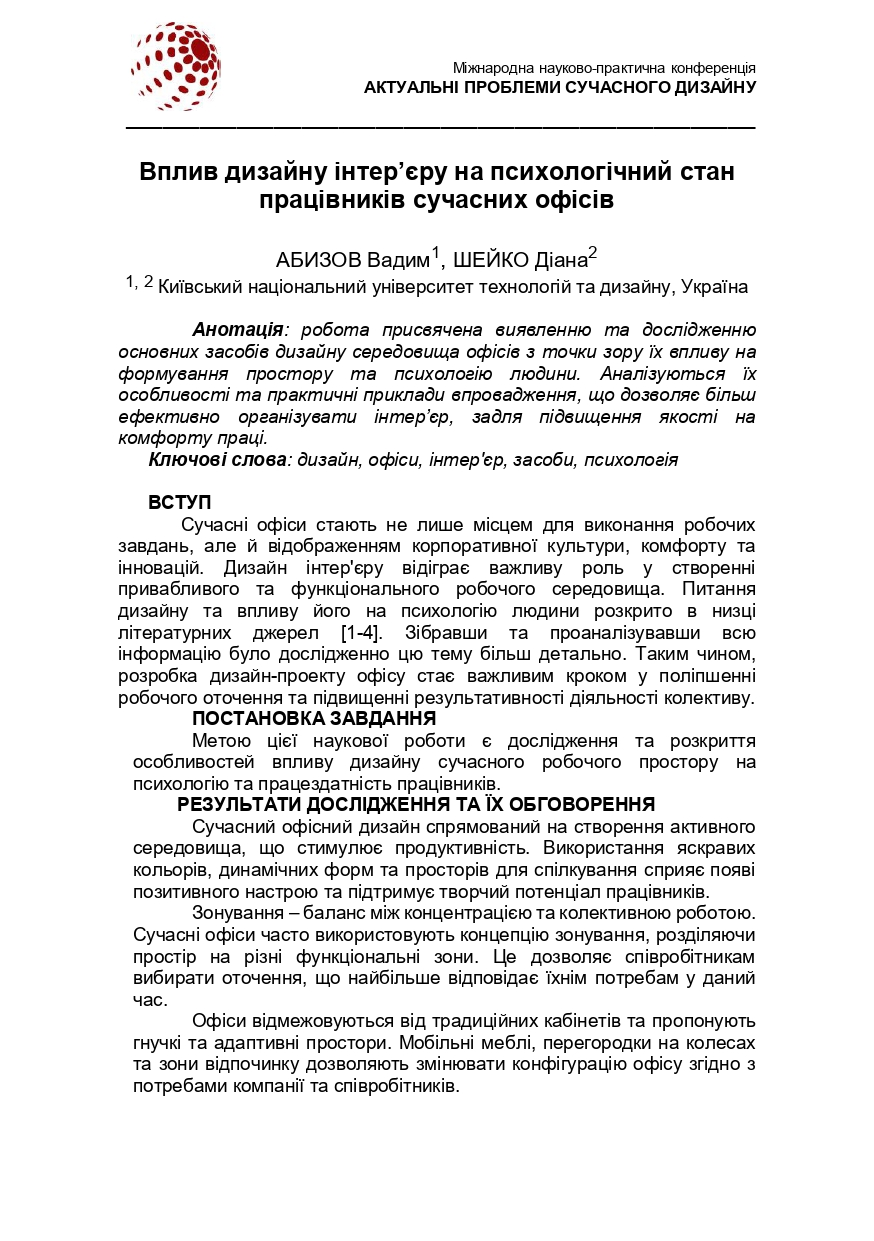 Міжнародна науково-практична конференція
АКТУАЛЬНІ ПРОБЛЕМИ СУЧАСНОГО ДИЗАЙНУ
Вплив дизайну інтер’єру на психологічний стан
працівників сучасних офісів
АБИЗОВ Вадим1, ШЕЙКО Діана2
1, 2 Київський національний університет технологій та дизайну, Україна
Анотація: робота присвячена виявленню та дослідженню
основних засобів дизайну середовища офісів з точки зору їх впливу на
формування простору та психологію людини. Аналізуються їх
особливості та практичні приклади впровадження, що дозволяє більш
ефективно організувати інтер’єр, задля підвищення якості на
комфорту праці.
Ключові слова: дизайн, офіси, інтер'єр, засоби, психологія
ВСТУП
Сучасні офіси стають не лише місцем для виконання робочих
завдань, але й відображенням корпоративної культури, комфорту та
інновацій. Дизайн інтер'єру відіграє важливу роль у створенні
привабливого та функціонального робочого середовища. Питання
дизайну та впливу його на психологію людини розкрито в низці
літературних джерел [1-4]. Зібравши та проаналізувавши всю
інформацію було дослідженно цю тему більш детально. Таким чином,
розробка дизайн-проекту офісу стає важливим кроком у поліпшенні
робочого оточення та підвищенні результативності діяльності колективу.
ПОСТАНОВКА ЗАВДАННЯ
Метою цієї наукової роботи є дослідження та розкриття
особливостей впливу дизайну сучасного робочого простору на
психологію та працездатність працівників.
РЕЗУЛЬТАТИ ДОСЛІДЖЕННЯ ТА ЇХ ОБГОВОРЕННЯ
Сучасний офісний дизайн спрямований на створення активного
середовища, що стимулює продуктивність. Використання яскравих
кольорів, динамічних форм та просторів для спілкування сприяє появі
позитивного настрою та підтримує творчий потенціал працівників.
Зонування – баланс між концентрацією та колективною роботою.
Сучасні офіси часто використовують концепцію зонування, розділяючи
простір на різні функціональні зони. Це дозволяє співробітникам
вибирати оточення, що найбільше відповідає їхнім потребам у даний
час.
Офіси відмежовуються від традиційних кабінетів та пропонують
гнучкі та адаптивні простори. Мобільні меблі, перегородки на колесах
та зони відпочинку дозволяють змінювати конфігурацію офісу згідно з
потребами компанії та співробітників.